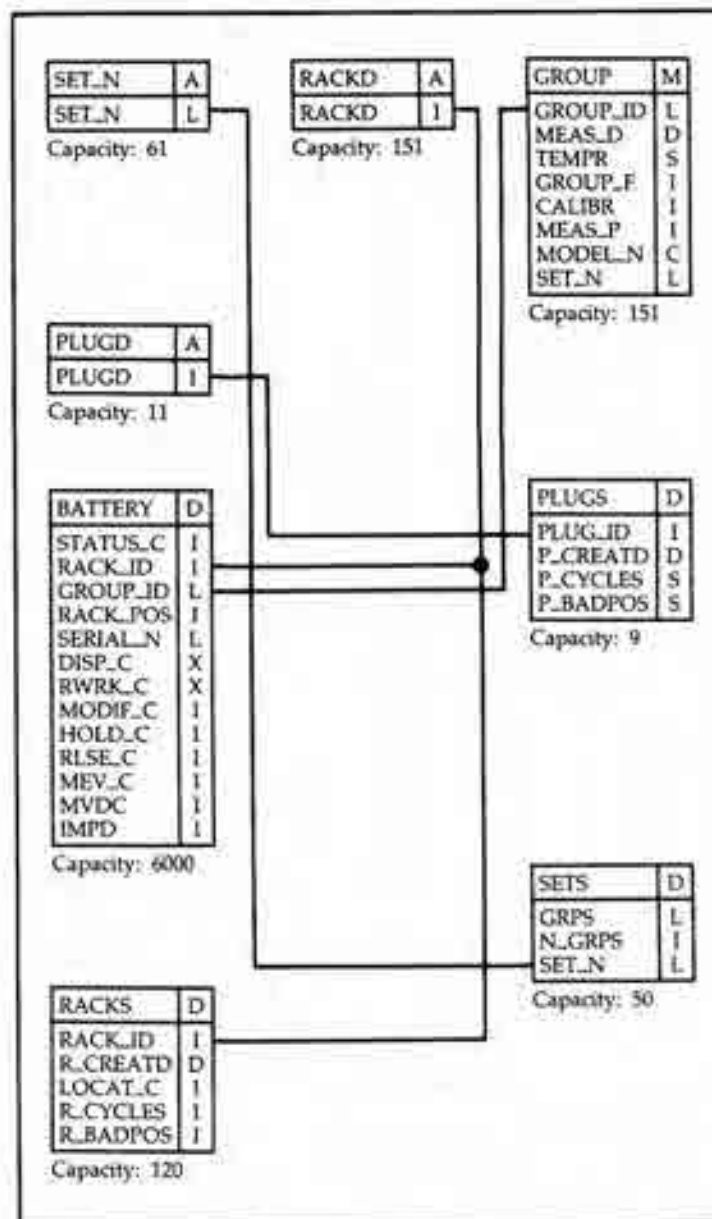 SET_N A
SET_N L
Capacity: 61
RACKD A
RACKD I
Capacity: 151
GROUP M
GROUP_ID L
MEAS_D D
TEMPR S
GROUP_F I
CALIBR I
MEAS_P I
MODEL_N C
SET_N L
Capacity: 151
PLUGD A
PLUGD I
Capacity: 11
BATTERY D
STATUS_C I
RACK_ID I
GROUP_ID L
RACK_POS I
SERIAL_N L
DISP_C X
RWRK_C X
MODIF_C I
HOLD_C I
RLSE_C I
MEV_C I
MVDC I
IMPD I
Capacity: 6000
PLUGS D
PLUG_ID I
P_CREATD D
P_CYCLES S
P_BADPOS S
Capacity: 9
SETS D
GRPS L
N_GRPS I
SET_N L
Capacity: 50
RACKS D
RACK_ID I
R_CREATD D
LOCAT_C I
R_CYCLES I
R_BADPOS I
Capacity: 120